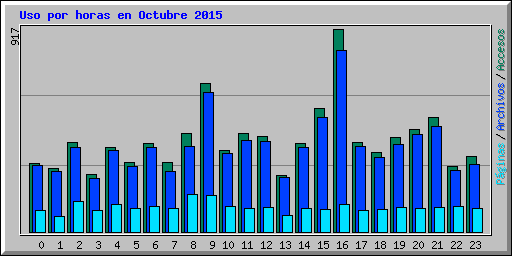 Uso por horas en Octubre 2015
917
Páginas / Archivos / Accesos
0 1 2 3 4 5 6 7 8 9 10 11 12 13 14 15 16 17 18 19 20 21 22 23